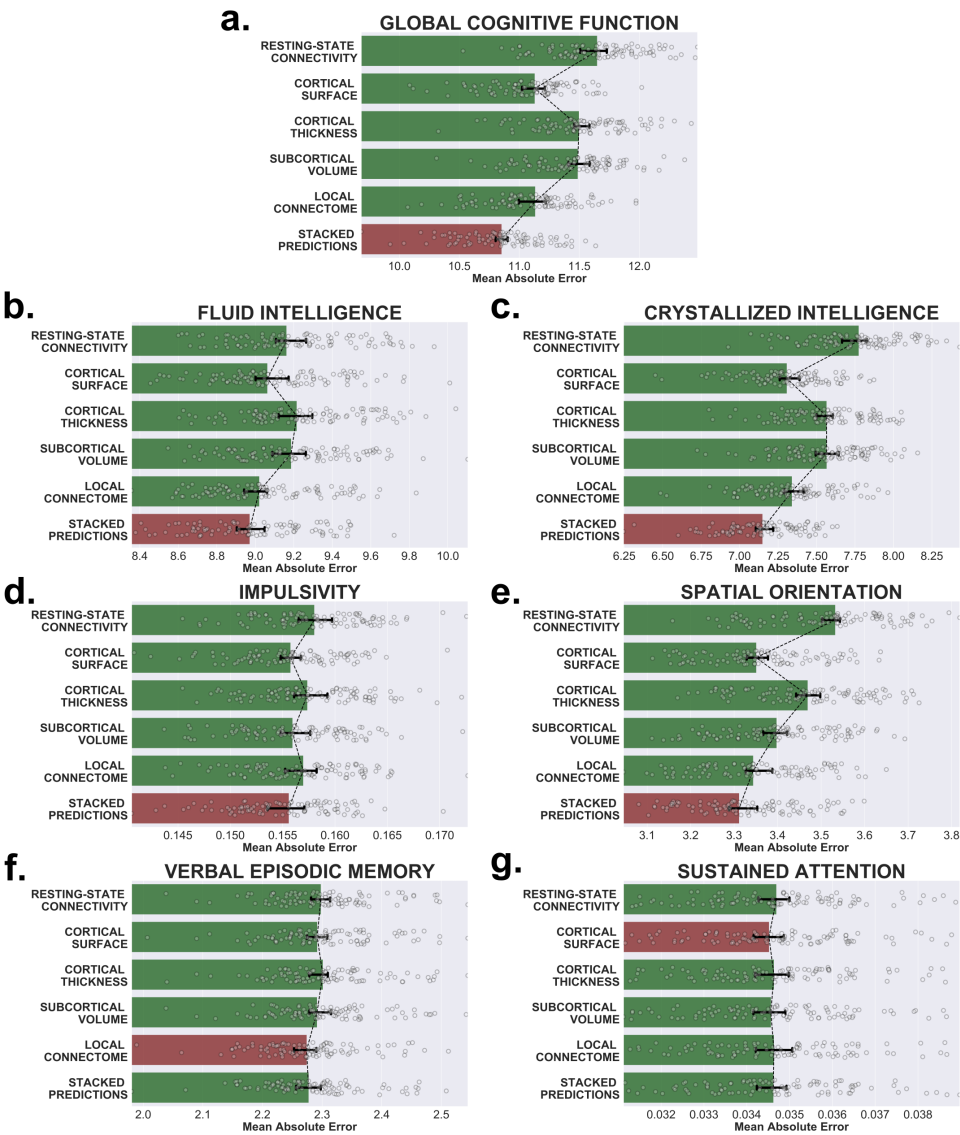 a.
GLOBAL COGNITIVE FUNCTION
RESTING-STATE
CONNECTIVITY
CORTICAL
SURFACE
CORTICAL
THICKNESS
SUBCORTICAL
VOLUME
LOCAL
CONNECTOME
STACKED
PREDICTIONS
10.0 10.5 11.0 11.5 12.0
Mean Absolute Error
b.
FLUID INTELLIGENCE
RESTING-STATE
CONNECTIVITY
CORTICAL
SURFACE
CORTICAL
THICKNESS
SUBCORTICAL
VOLUME
LOCAL
CONNECTOME
STACKED
PREDICTIONS
8.4 8.6 8.8 9.0 9.2 9.4 9.6 9.8 10.0
Mean Absolute Error
c.
CRYSTALLIZED INTELLIGENCE
RESTING-STATE
CONNECTIVITY
CORTICAL
SURFACE
CORTICAL
THICKNESS
SUBCORTICAL
VOLUME
LOCAL
CONNECTOME
STACKED
PREDICTIONS
6.25 6.50 6.75 7.00 7.25 7.50 7.75 8.00 8.25
Mean Absolute Error
d.
IMPULSIVITY
RESTING-STATE
CONNECTIVITY
CORTICAL
SURFACE
CORTICAL
THICKNESS
SUBCORTICAL
VOLUME
LOCAL
CONNECTOME
STACKED
PREDICTIONS
0.145 0.150 0.155 0.160 0.165 0.170
Mean Absolute Error
e.
SPATIAL ORIENTATION
RESTING-STATE
CONNECTIVITY
CORTICAL
SURFACE
CORTICAL
THICKNESS
SUBCORTICAL
VOLUME
LOCAL
CONNECTOME
STACKED
PREDICTIONS
3.1 3.2 3.3 3.4 3.5 3.6 3.7 3.8
Mean Absolute Error
f.
VERBAL EPISODIC MEMORY
RESTING-STATE
CONNECTIVITY
CORTICAL
SURFACE
CORTICAL
THICKNESS
SUBCORTICAL
VOLUME
LOCAL
CONNECTOME
STACKED
PREDICTIONS
2.0 2.1 2.2 2.3 2.4 2.5
Mean Absolute Error
g.
SUSTAINED ATTENTION
RESTING-STATE
CONNECTIVITY
CORTICAL
SURFACE
CORTICAL
THICKNESS
SUBCORTICAL
VOLUME
LOCAL
CONNECTOME
STACKED
PREDICTIONS
0.032 0.033 0.034 0.035 0.036 0.037 0.038
Mean Absolute Error